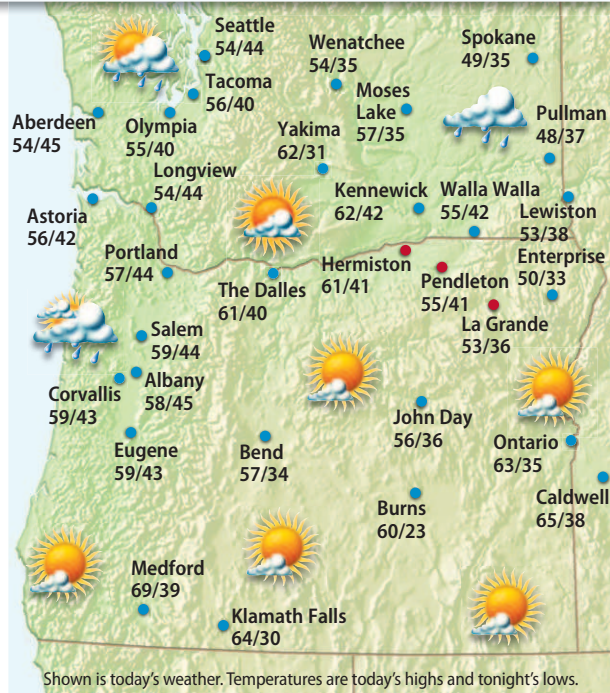 Seattle
54/44
Wenatchee
54/35
Spokane
49/35
Tacoma
56/40
Moses
Lake
57/35
Aberdeen
54/45
Olympia
55/40
Yakima
62/31
Pullman
48/37
Longview
54/44
Kennewick
62/42
Walla Walla
55/42
Lewiston
53/38
Astoria
56/42
Portland
57/44
The Dalles
61/40
Hermiston
61/41
Pendleton
55/41
Enterprise
50/33
La Grande
53/36
Salem
59/44
Albany
58/45
Corvallis
59/43
John Day
56/36
Eugene
59/43
Bend
57/34
Ontario
63/35
Caldwell
65/38
Burns
60/23
Medford
69/39
Klamath Falls
64/30
Shown is today's weather. Temperatures are today's highs and tonight's lows.